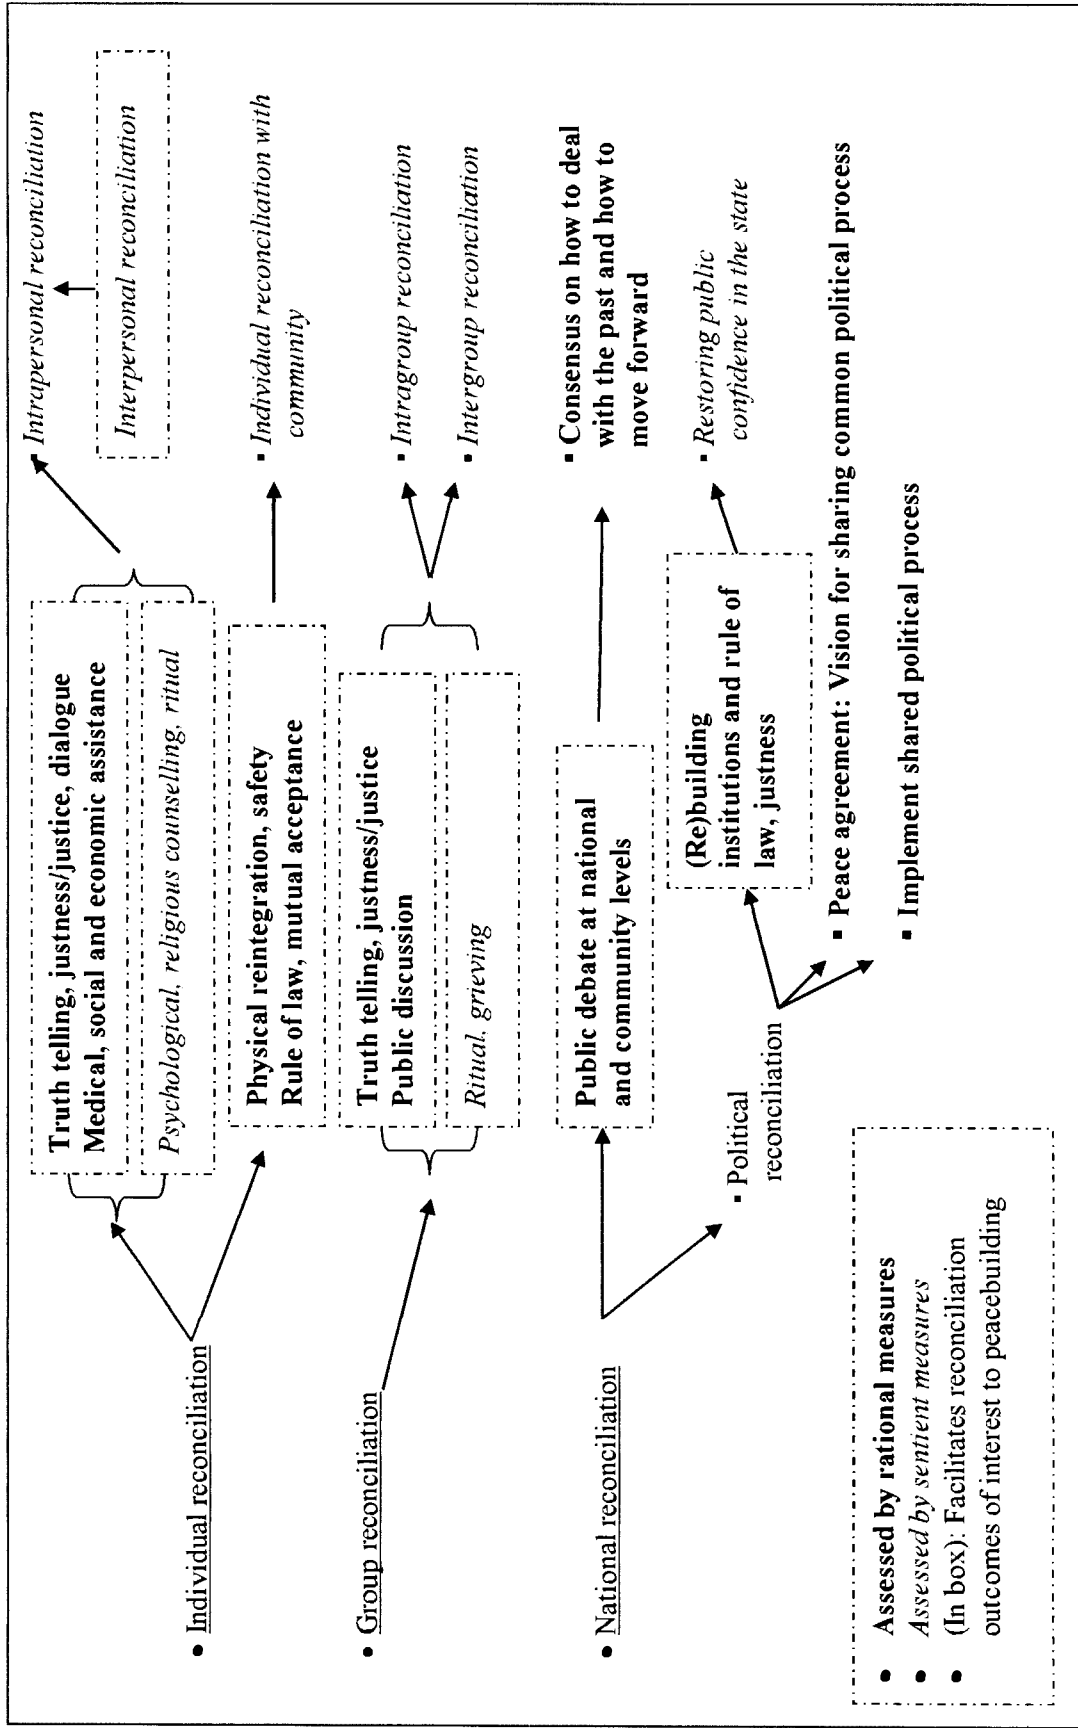 • Individual reconciliation
Truth telling, justness/justice, dialogue
Medical, social and economic assistance
Psychological, religious counselling, ritual
▪ Intrapersonal reconciliation
Interpersonal reconciliation
Physical reintegration, safety
Rule of law, mutual acceptance
▪ Individual reconciliation with
community
• Group reconciliation
Truth telling, justness/justice
Public discussion
Ritual, grieving
▪ Intragroup reconciliation
▪ Intergroup reconciliation
• National reconciliation
Public debate at national
and community levels
▪ Consensus on how to deal
with the past and how to
move forward
▪ Political
reconciliation
(Re)building
institutions and rule of
law, justness
▪ Restoring public
confidence in the state
▪ Peace agreement: Vision for sharing common political process
▪ Implement shared political process
• Assessed by rational measures
• Assessed by sentient measures
• (In box): Facilitates reconciliation
outcomes of interest to peacebuilding